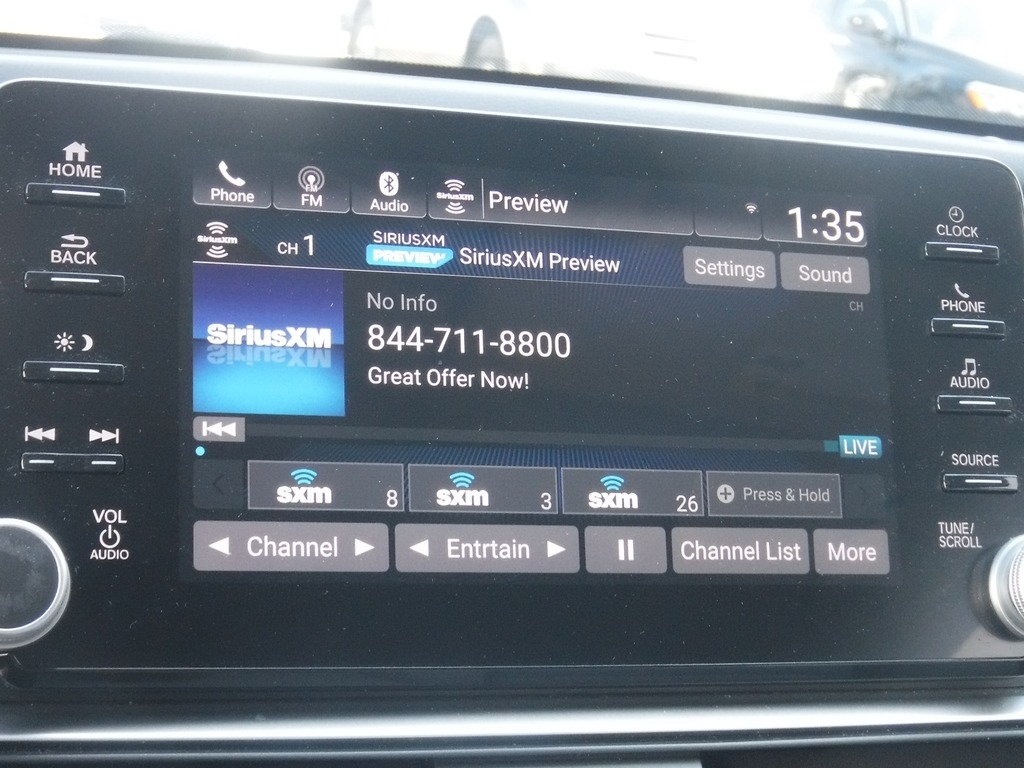 HOME
BACK
VOL
AUDIO
Phone
FM
FM
Audio
SiriusXM
Preview
1:35
SiriusXM
CH 1
SIRIUSXM
PREVIEW
SiriusXM Preview
Settings
Sound
CH
SiriusXM
No Info
844-711-8800
Great Offer Now!
LIVE
sxm 8
sxm 3
sxm 26
Press & Hold
Channel
Entrtain
Channel List
More
CLOCK
PHONE
AUDIO
SOURCE
TUNE/
SCROLL